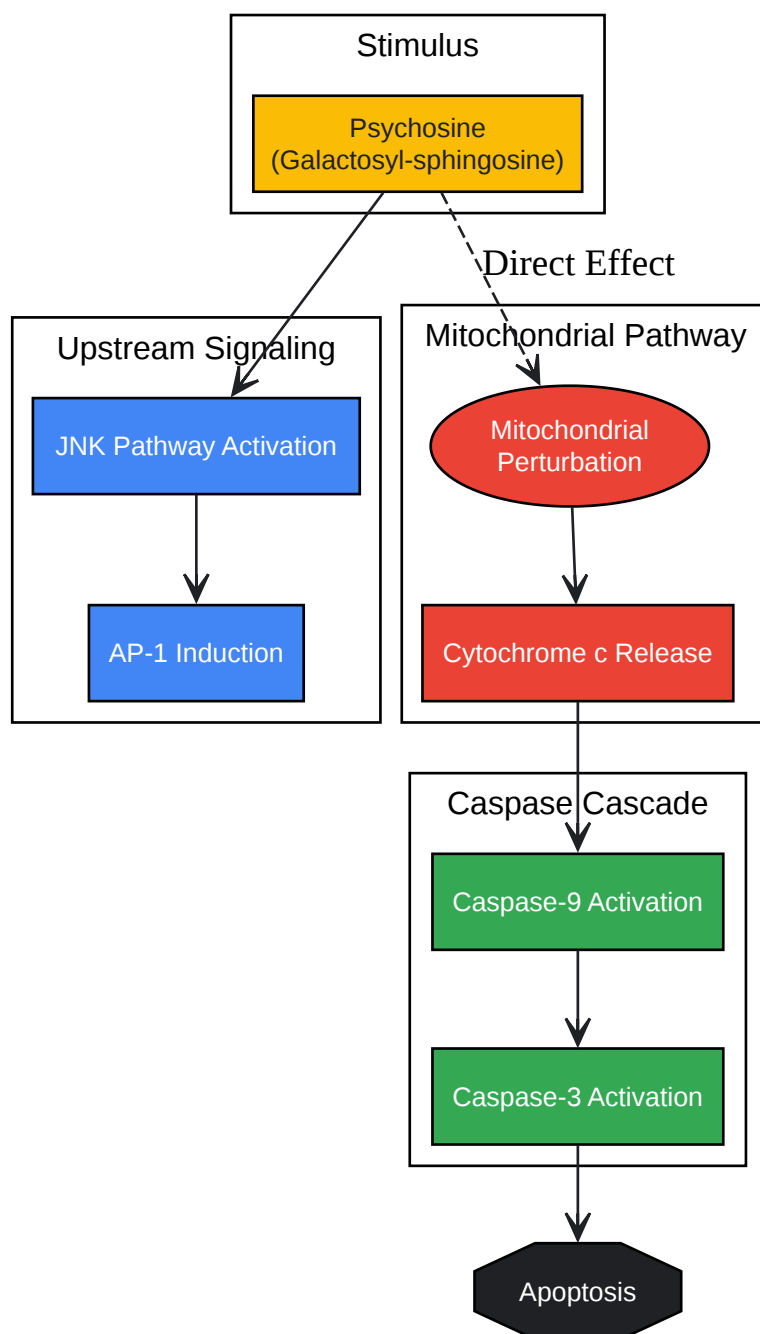 Stimulus
Psychosine
(Galactosyl-sphingosine)
Direct Effect
Upstream Signaling
JNK Pathway Activation
AP-1 Induction
Mitochondrial Pathway
Mitochondrial
Perturbation
Cytochrome c Release
Caspase Cascade
Caspase-9 Activation
Caspase-3 Activation
Apoptosis